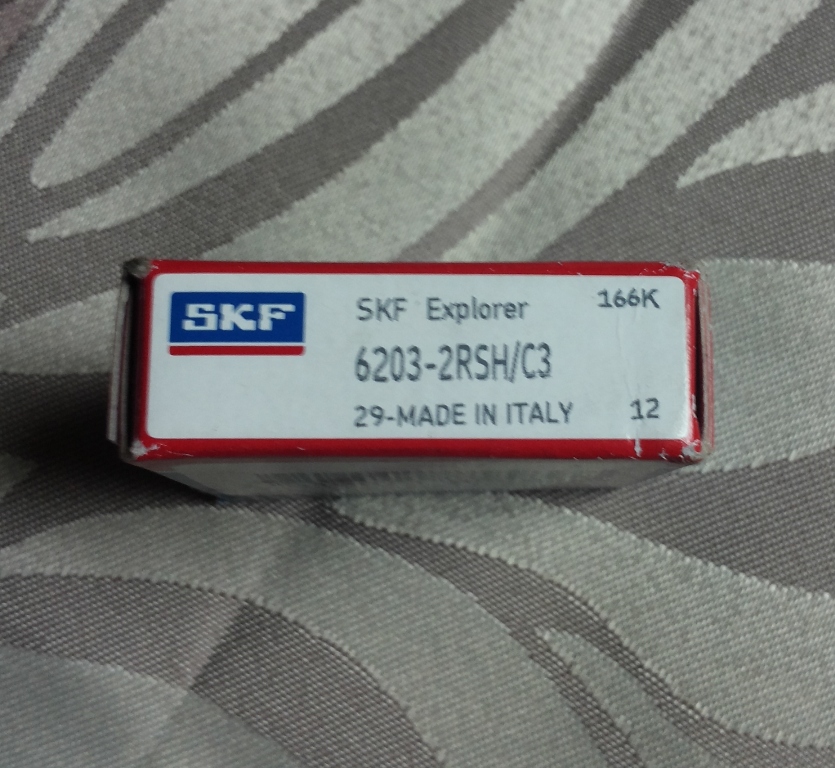 SKF
SKF Explorer
166K
6203-2RSH/C3
29-MADE IN ITALY
12